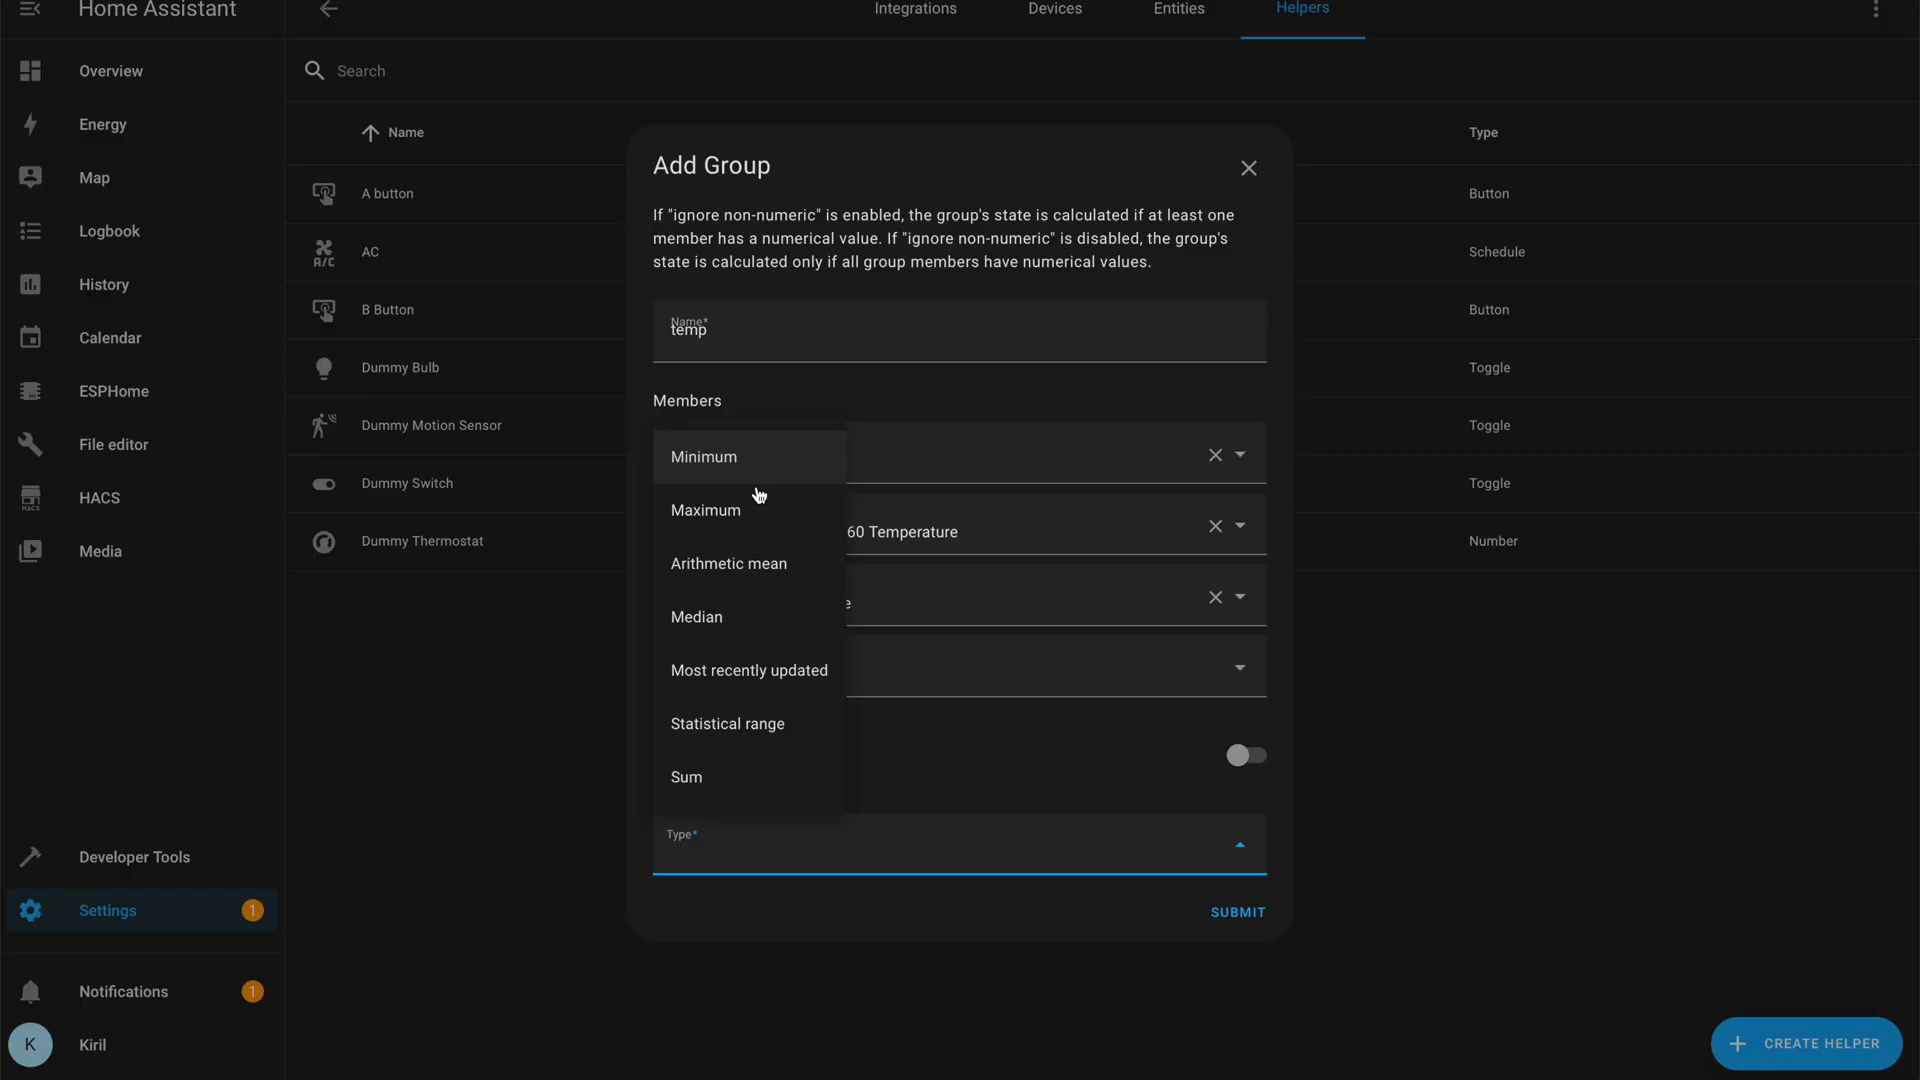 Home Assistant
Integrations
Devices
Entities
Helpers
Overview
Energy
Map
Logbook
History
Calendar
ESPHome
File editor
HACS
HACS
Media
Developer Tools
Settings
1
Notifications
1
K
Kiril
Search
Name
Type
A button
Button
A/C
AC
Schedule
B Button
Button
Dummy Bulb
Toggle
Dummy Motion Sensor
Toggle
Dummy Switch
Toggle
Dummy Thermostat
Number
Add Group
If "ignore non-numeric" is enabled, the group's state is calculated if at least one
member has a numerical value. If "ignore non-numeric" is disabled, the group's
state is calculated only if all group members have numerical values.
Name*
temp
Members
Minimum
Maximum
60 Temperature
Arithmetic mean
e
Median
Most recently updated
Statistical range
Sum
Type*
SUBMIT
CREATE HELPER